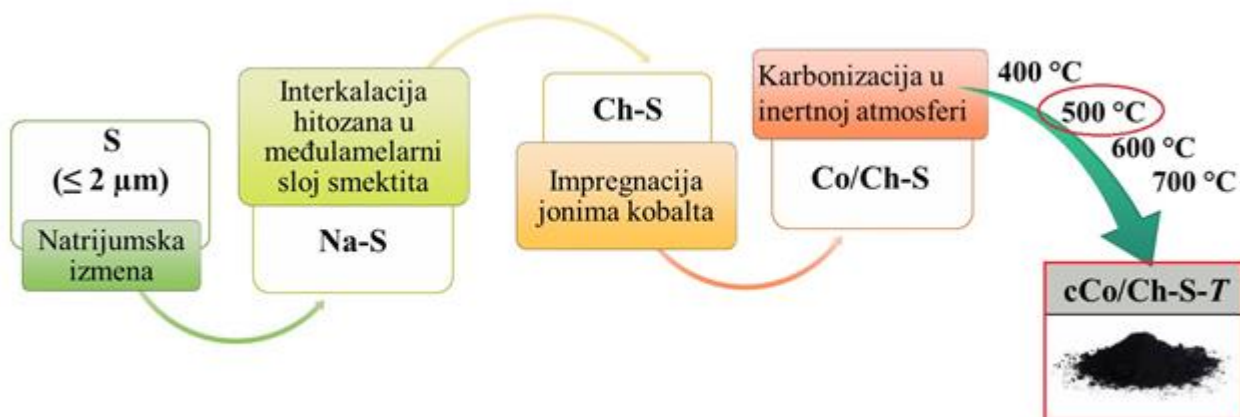 S
(≤ 2 µm)
Natrijumska
izmena
Interkalacija
hitozana u
međulamelarni
sloj smektita
Na-S
Ch-S
Impregnacija
jonima kobalta
Karbonizacija u
inertnoj atmosferi
Co/Ch-S
400 °C
500 °C
600 °C
700 °C
cCo/Ch-S-T